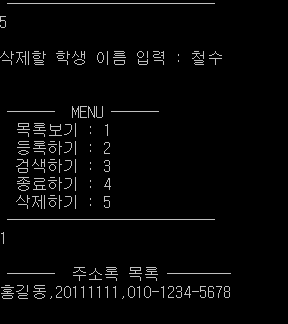 5
삭제할 학생 이름 입력 : 철수
────── MENU ──────
목록보기 : 1
등록하기 : 2
검색하기 : 3
종료하기 : 4
삭제하기 : 5
1
────── 주소록 목록 ────────
홍길동,20111111,010-1234-5678